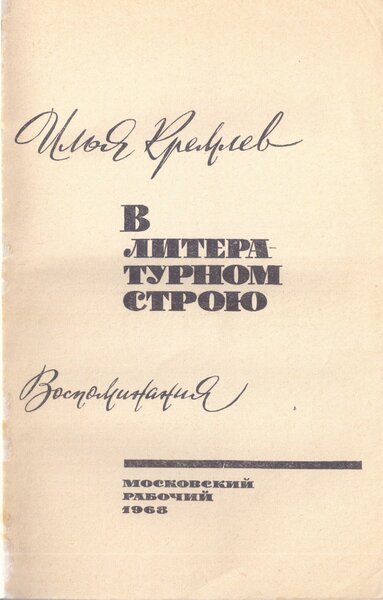 Илья Кремлев
В
ЛИТЕРА-
ТУРНОМ
СТРОЮ
Воспоминания
МОСКОВСКИЙ
РАБОЧИЙ
1968